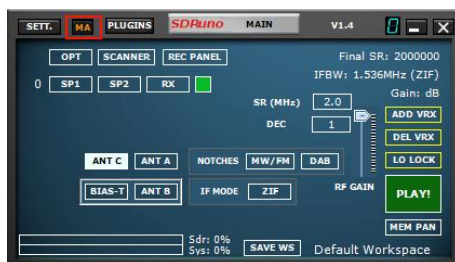 SETT. MA PLUGINS SDRuno MAIN V1.4 8
OPT SCANNER REC PANEL Final SR: 2000000
IFBW: 1.536MHz (ZIF)
0 SP1 SP2 RX Gain: dB
SR (MHz) 2.0 ADD VRX
DEC 1 DEL VRX
ANT C ANT A NOTCHES MW/FM DAB LO LOCK
BIAS-T ANT B IF MODE ZIF RF GAIN PLAY!
MEM PAN
Sdr: 0%
Sys: 0% SAVE WS Default Workspace